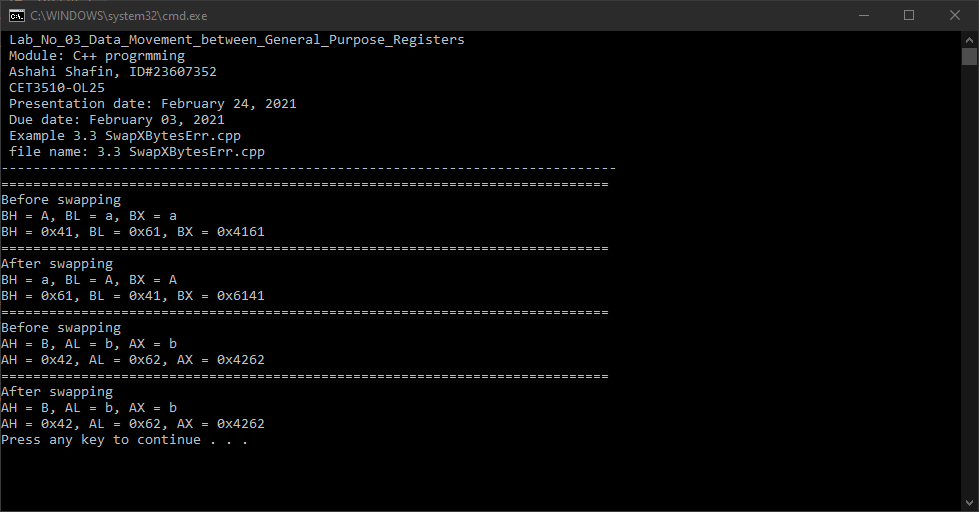 C:\WINDOWS\system32\cmd.exe
Lab_No_03_Data_Movement_between_General_Purpose_Registers
Module: C++ progrmming
Ashahi Shafin, ID#23607352
CET3510-OL25
Presentation date: February 24, 2021
Due date: February 03, 2021
Example 3.3 SwapXBytesErr.cpp
file name: 3.3 SwapXBytesErr.cpp
-----------------------------------------------------------------------------
============================================================================
Before swapping
BH = A, BL = a, BX = a
BH = 0x41, BL = 0x61, BX = 0x4161
============================================================================
After swapping
BH = a, BL = A, BX = A
BH = 0x61, BL = 0x41, BX = 0x6141
============================================================================
Before swapping
AH = B, AL = b, AX = b
AH = 0x42, AL = 0x62, AX = 0x4262
============================================================================
After swapping
AH = B, AL = b, AX = b
AH = 0x42, AL = 0x62, AX = 0x4262
Press any key to continue . . .